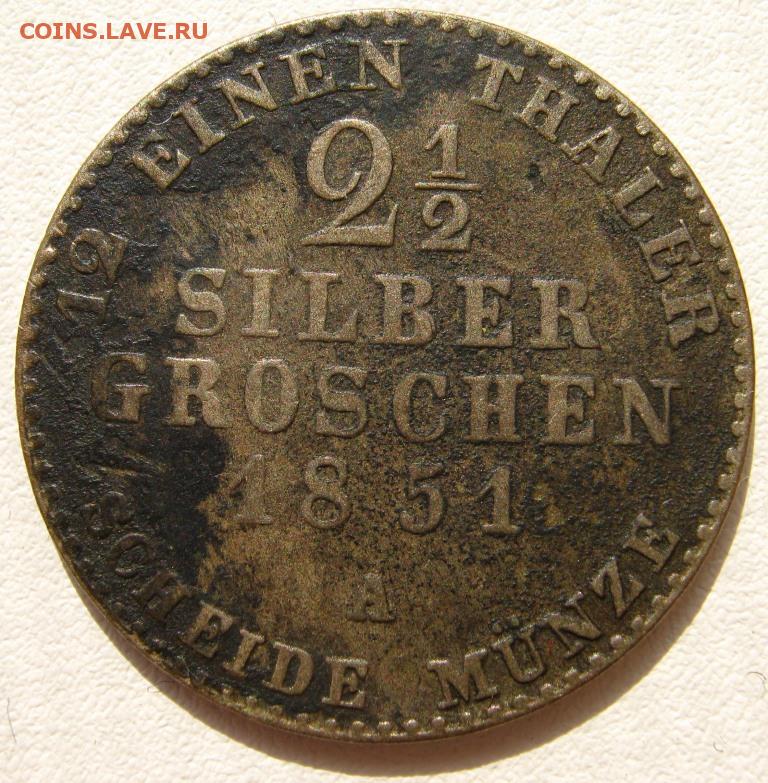 COINS.LAVE.RU
12 EINEN THALER
2 1/2
SILBER
GROSCHEN
1851
A
SCHEIDE MÜNZE